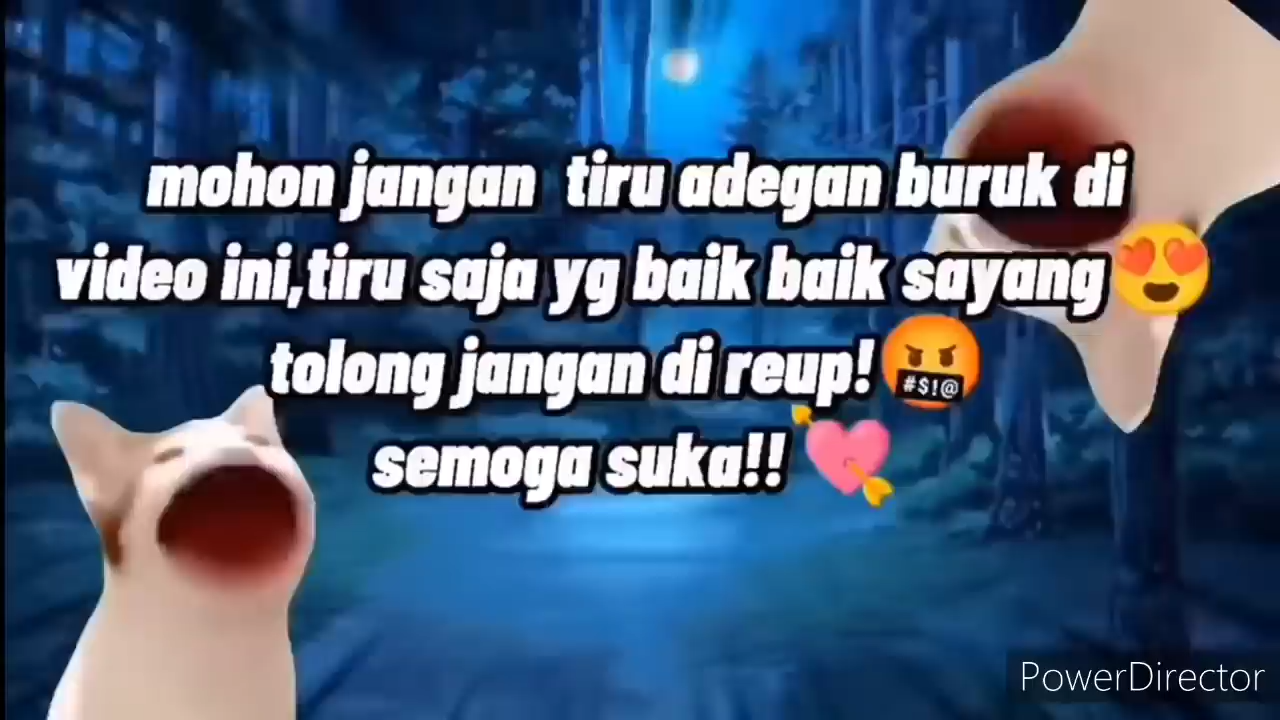 mohon jangan tiru adegan buruk di
video ini,tiru saja yg baik baik sayang😍
tolong jangan di reup!🤬
#$!@
semoga suka!!💘
PowerDirector